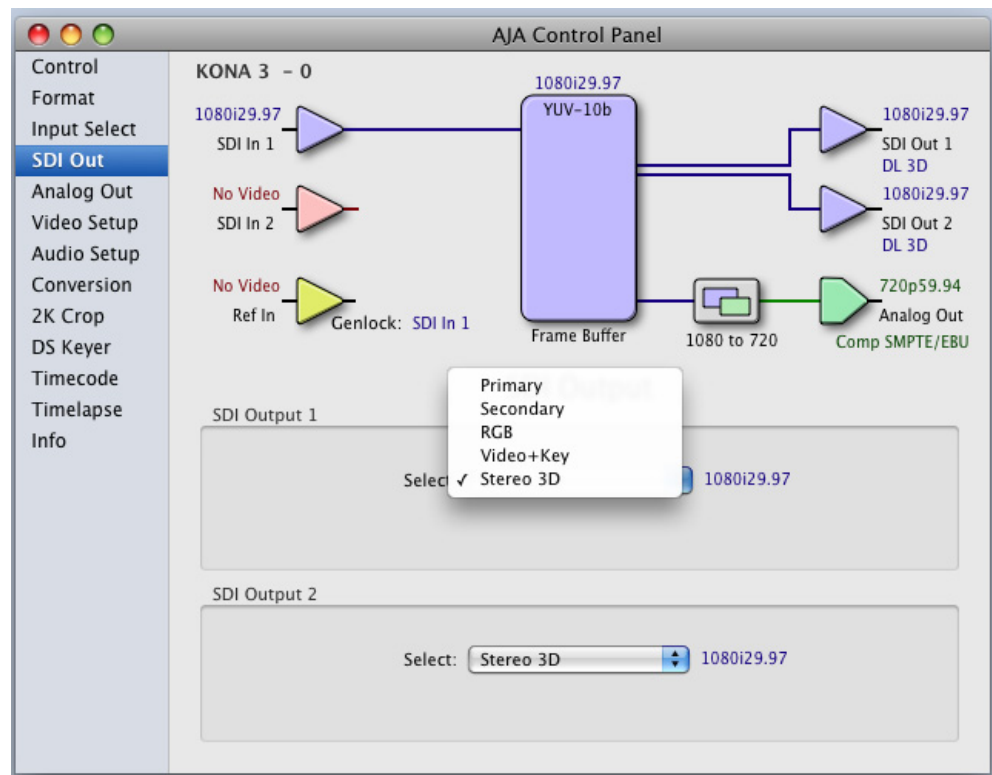 AJA Control Panel
Control
Format
Input Select
SDI Out
Analog Out
Video Setup
Audio Setup
Conversion
2K Crop
DS Keyer
Timecode
Timelapse
Info
KONA 3 - 0
1080i29.97
YUV-10b
1080i29.97
SDI In 1
1080i29.97
SDI Out 1
DL 3D
No Video
SDI In 2
1080i29.97
SDI Out 2
DL 3D
No Video
Ref In
Genlock: SDI In 1
Frame Buffer
1080 to 720
720p59.94
Analog Out
Comp SMPTE/EBU
Output
SDI Output 1
Primary
Secondary
RGB
Video+Key
Select ✓ Stereo 3D 1080i29.97
SDI Output 2
Select: Stereo 3D 1080i29.97